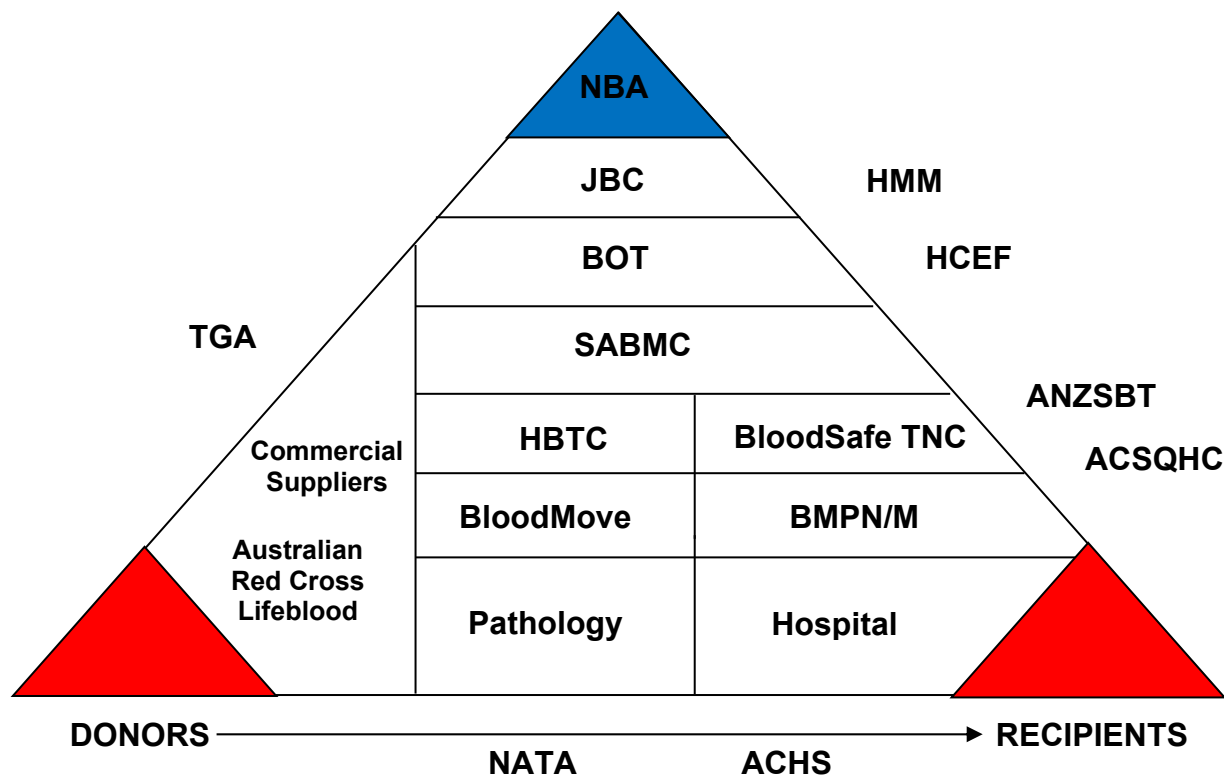 NBA
JBC
HMM
BOT
HCEF
TGA
SABMC
ANZSBT
HBTC
BloodSafe TNC
Commercial
Suppliers
ACSQHC
BloodMove
BMPN/M
Australian
Red Cross
Lifeblood
Pathology
Hospital
DONORS
RECIPIENTS
NATA
ACHS